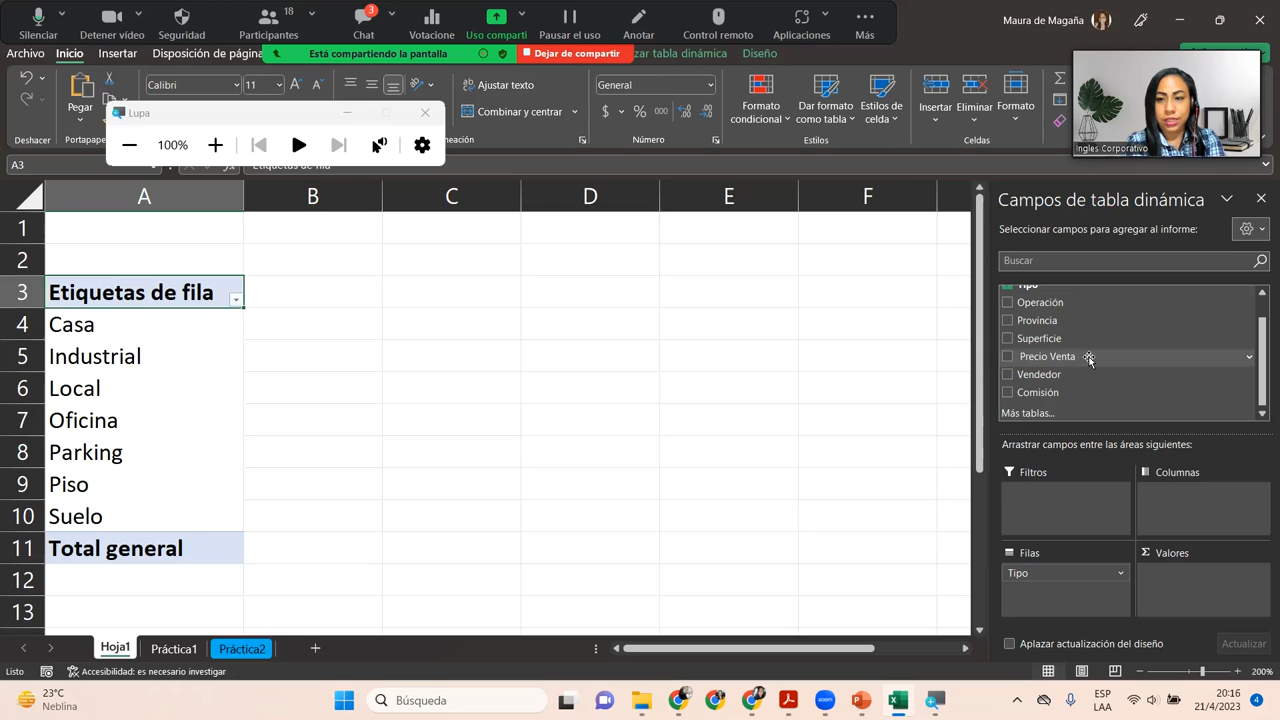 18
3
Silenciar
Detener vídeo
Seguridad
Participantes
Chat
Votacione
Uso comparti
Pausar el uso
Anotar
Control remoto
Aplicaciones
Más
Maura de Magaña
Está compartiendo la pantalla
Dejar de compartir
Archivo
Inicio
Insertar
Disposición de página
zar tabla dinámica
Diseño
Pegar
Calibri
11
Ajustar texto
Combinar y centrar
General
$ % 000
Formato condicional
Dar formato como tabla
Estilos de celda
Insertar
Eliminar
Formato
Deshacer
Portapape
neación
Número
Estilos
Celdas
Lupa
100%
Ingles Corporativo
A3
Etiquetas de fila
A B C D E F
1
2
3 Etiquetas de fila
4 Casa
5 Industrial
6 Local
7 Oficina
8 Parking
9 Piso
10 Suelo
11 Total general
12
13
Campos de tabla dinámica
Seleccionar campos para agregar al informe:
Buscar
Tipo
Operación
Provincia
Superficie
Precio Venta
Vendedor
Comisión
Más tablas...
Arrastrar campos entre las áreas siguientes:
Filtros
Columnas
Filas
Valores
Tipo
Aplazar actualización del diseño
Actualizar
Hoja1
Práctica1
Práctica2
Listo
Accesibilidad: es necesario investigar
200%
23°C
Neblina
Búsqueda
ESP
LAA
20:16
21/4/2023
4